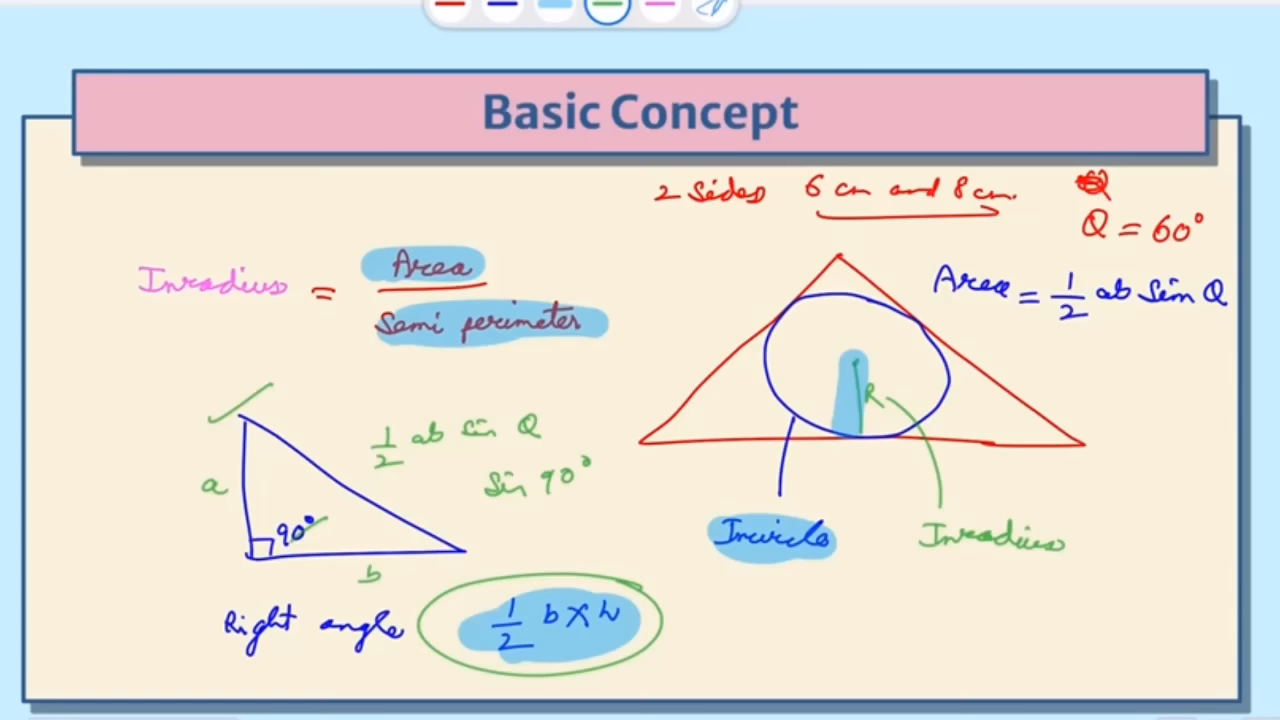 Basic Concept
2 Sides 6 cm and 8 cm.
Q = 60°
Inradius = Area
Semi perimeter
Area = 1/2 ab Sin Q
R
a
90°
b
1/2 ab sin Q
Sin 90°
Incircle
Inradius
Right angle
1/2 b x h